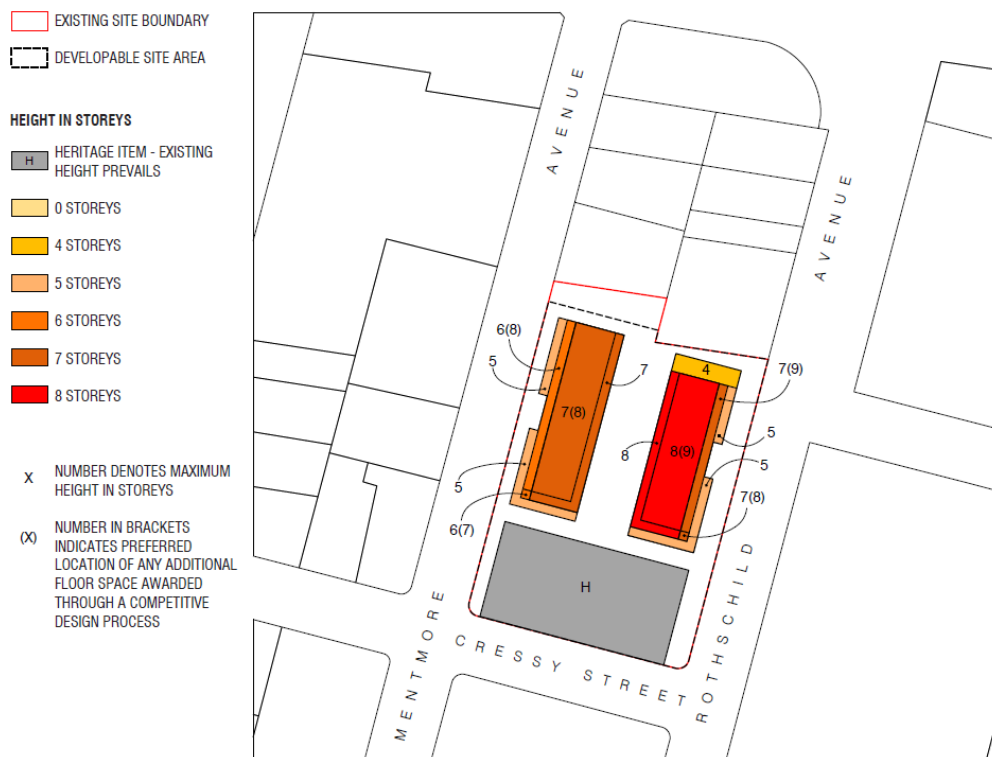 EXISTING SITE BOUNDARY
DEVELOPABLE SITE AREA
HEIGHT IN STOREYS
H
HERITAGE ITEM - EXISTING
HEIGHT PREVAILS
0 STOREYS
4 STOREYS
5 STOREYS
6 STOREYS
7 STOREYS
8 STOREYS
X
NUMBER DENOTES MAXIMUM
HEIGHT IN STOREYS
(X)
NUMBER IN BRACKETS
INDICATES PREFERRED
LOCATION OF ANY ADDITIONAL
FLOOR SPACE AWARDED
THROUGH A COMPETITIVE
DESIGN PROCESS
MENTMORE AVENUE
ROTHSCHILD AVENUE
CRESSY STREET
6(8)
5
7
7(8)
5
6(7)
4
7(9)
5
8
8(9)
5
7(8)
H